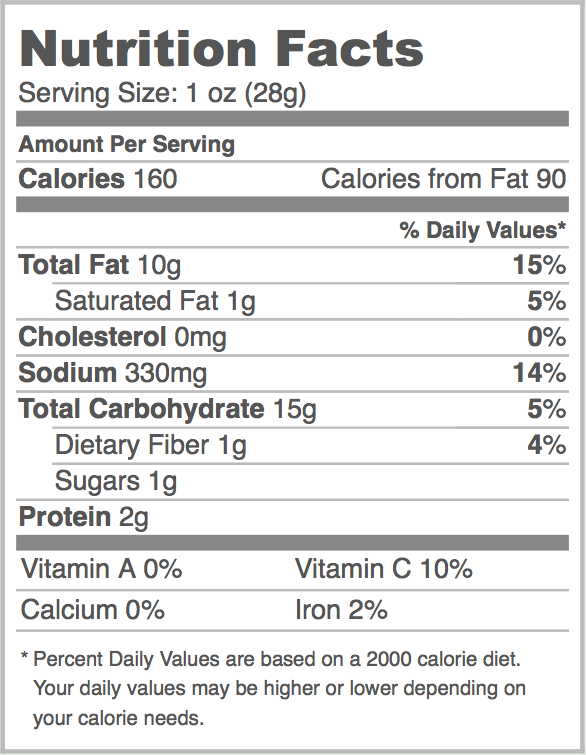 Nutrition Facts
Serving Size: 1 oz (28g)
Amount Per Serving
Calories 160 Calories from Fat 90
% Daily Values*
Total Fat 10g 15%
Saturated Fat 1g 5%
Cholesterol 0mg 0%
Sodium 330mg 14%
Total Carbohydrate 15g 5%
Dietary Fiber 1g 4%
Sugars 1g
Protein 2g
Vitamin A 0% Vitamin C 10%
Calcium 0% Iron 2%
* Percent Daily Values are based on a 2000 calorie diet.
Your daily values may be higher or lower depending on
your calorie needs.